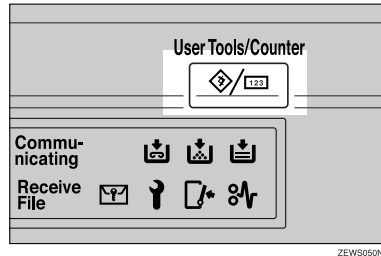 User Tools/Counter
123
Commu-
nicating
Receive
File
ZEWS050N